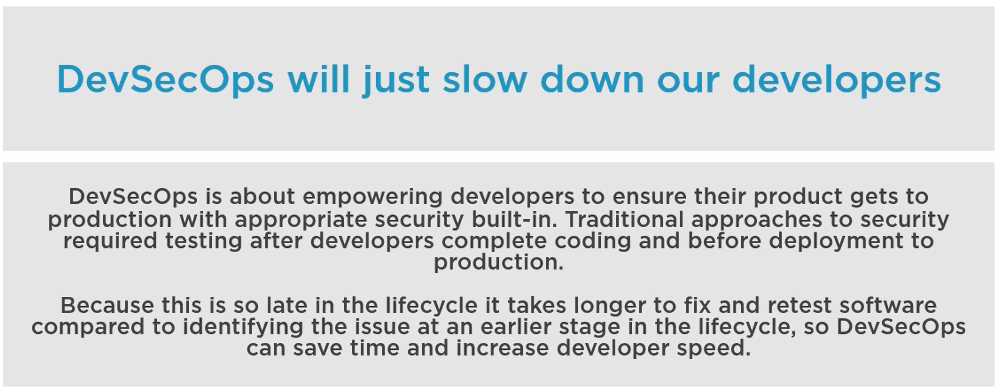 DevSecOps will just slow down our developers
DevSecOps is about empowering developers to ensure their product gets to
production with appropriate security built-in. Traditional approaches to security
required testing after developers complete coding and before deployment to
production.
Because this is so late in the lifecycle it takes longer to fix and retest software
compared to identifying the issue at an earlier stage in the lifecycle, so DevSecOps
can save time and increase developer speed.